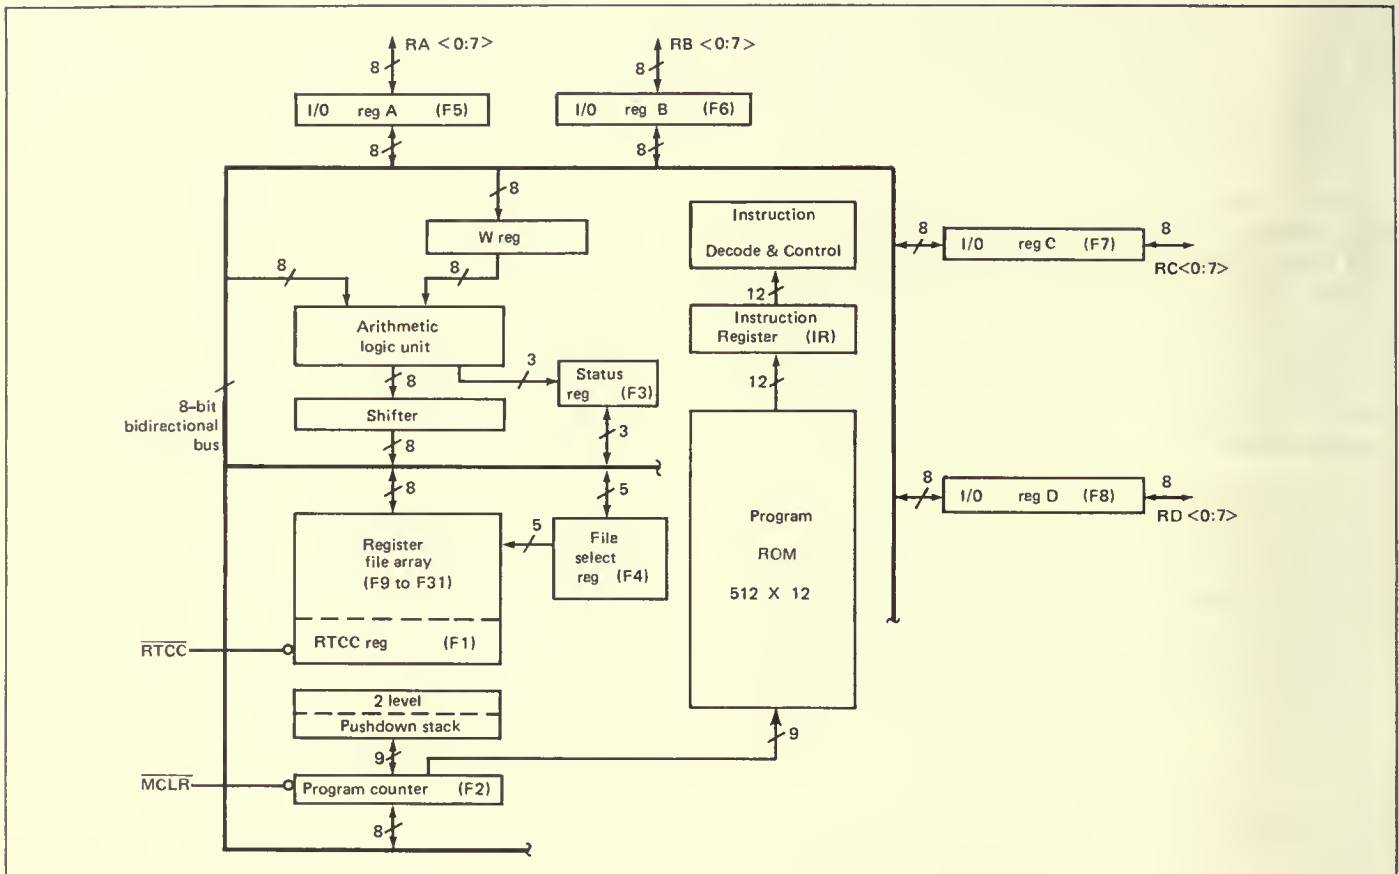 RA <0:7>
8
I/O reg A (F5)
8
RB <0:7>
8
I/O reg B (F6)
8
8
W reg
8
8
Arithmetic
logic unit
8
3
Status
reg (F3)
Shifter
8
3
8-bit
bidirectional
bus
8
5
Register
file array
(F9 to F31)
5
File
select
reg (F4)
RTCC
RTCC reg (F1)
2 level
Pushdown stack
9
MCLR
Program counter (F2)
8
Instruction
Decode & Control
12
Instruction
Register (IR)
12
Program
ROM
512 X 12
9
8
I/O reg C (F7)
8
RC<0:7>
8
I/O reg D (F8)
8
RD <0:7>